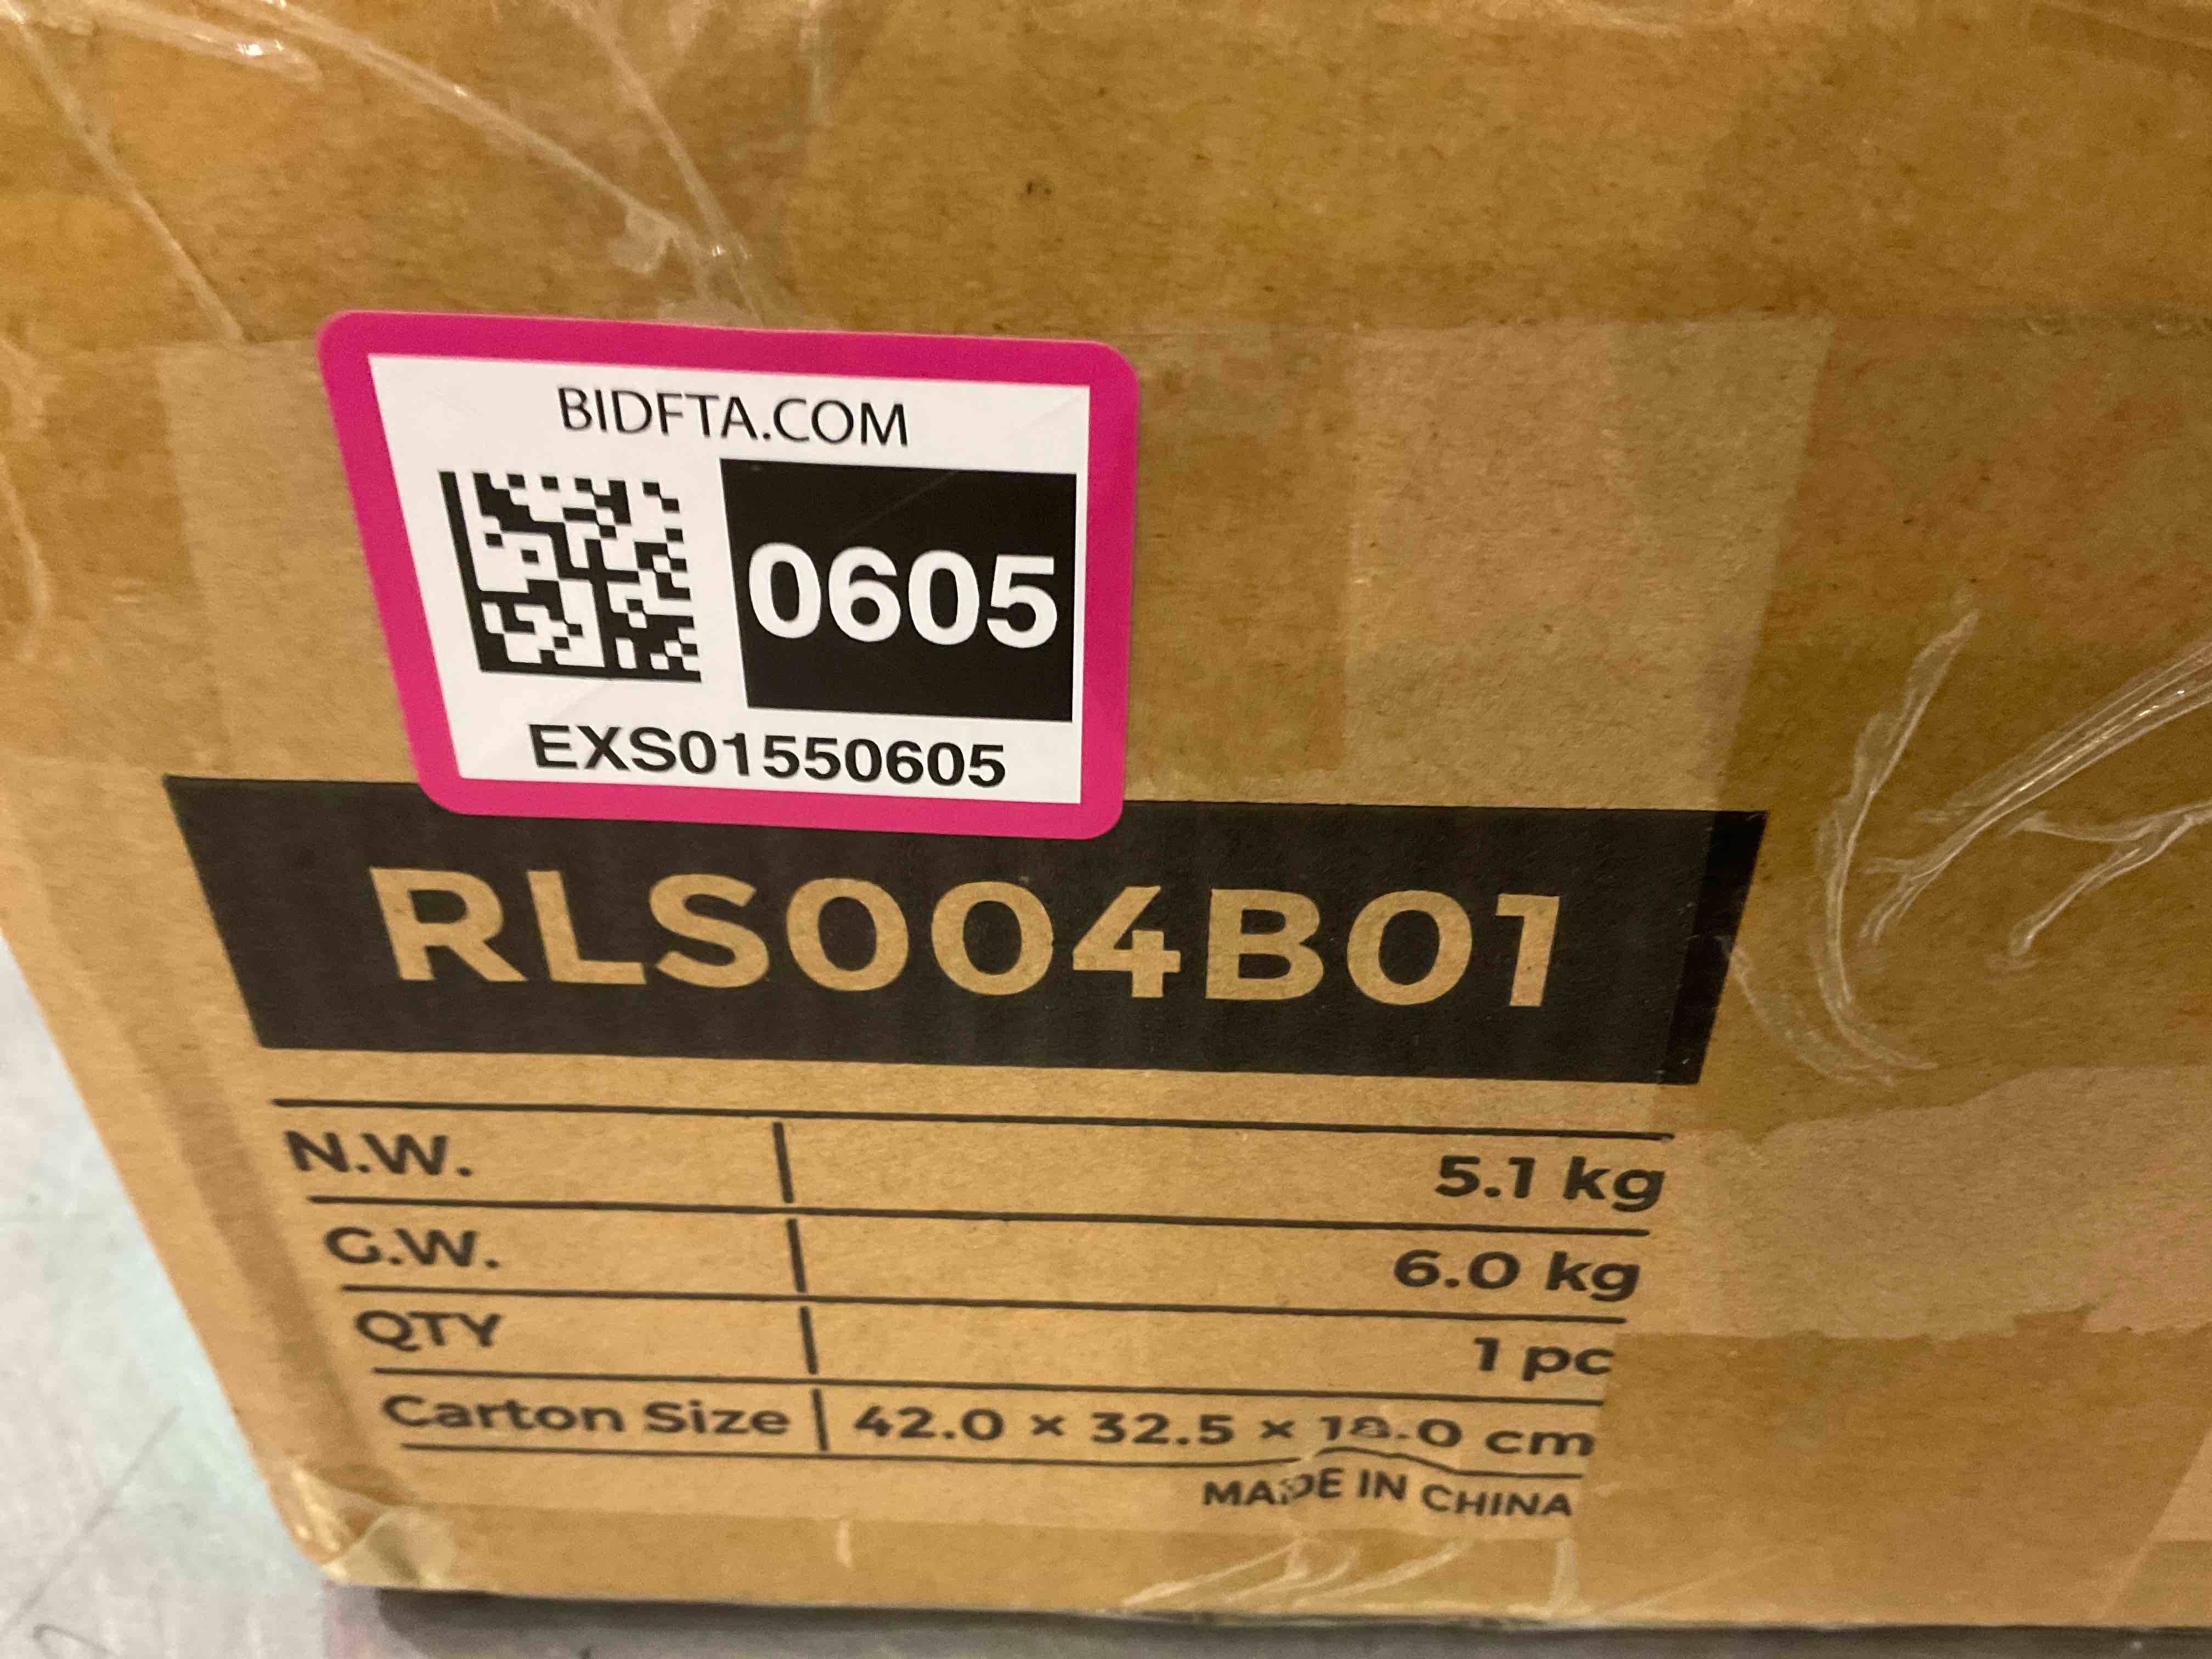 BIDFTA.COM
0605
EXS01550605
RLS004B01
N.W. 5.1 kg
G.W. 6.0 kg
QTY 1 pc
Carton Size 42.0 × 32.5 × 18.0 cm
MADE IN CHINA